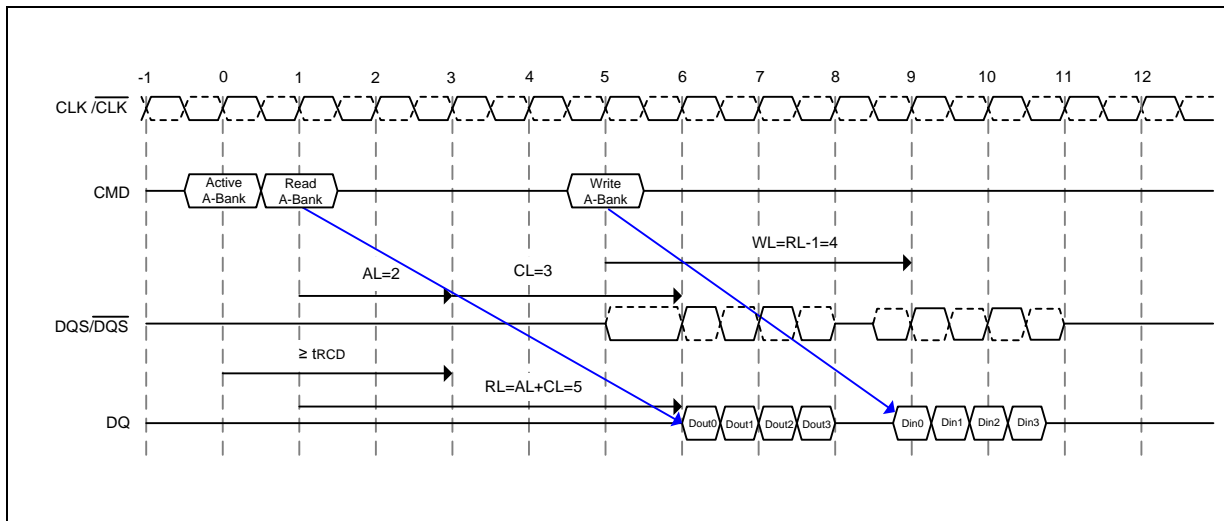 -1 0 1 2 3 4 5 6 7 8 9 10 11 12
CLK /C̅L̅K̅
CMD
Active
A-Bank
Read
A-Bank
Write
A-Bank
WL=RL-1=4
AL=2
CL=3
DQS/D̅Q̅S̅
≥ tRCD
RL=AL+CL=5
DQ
Dout0 Dout1 Dout2 Dout3 Din0 Din1 Din2 Din3